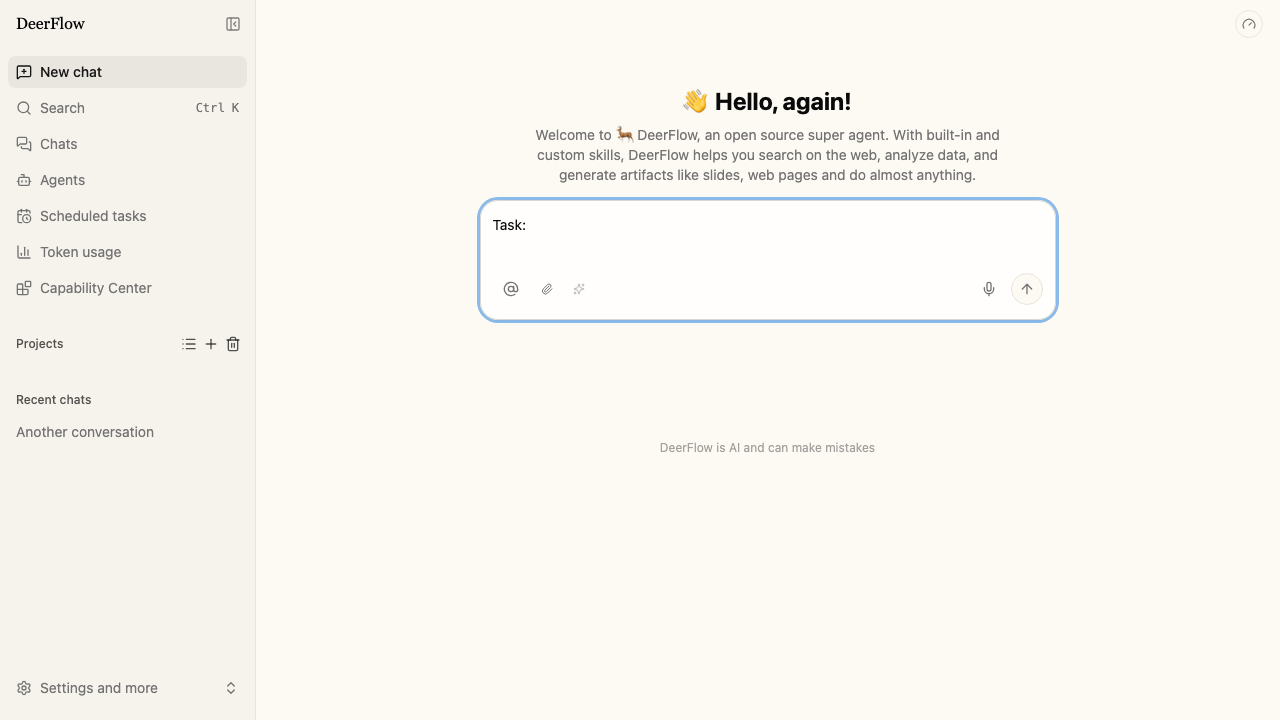 DeerFlow
New chat
Search
Ctrl K
Chats
Agents
Scheduled tasks
Token usage
Capability Center
Projects
Recent chats
Another conversation
Settings and more
👋 Hello, again!
Welcome to 🦌 DeerFlow, an open source super agent. With built-in and
custom skills, DeerFlow helps you search on the web, analyze data, and
generate artifacts like slides, web pages and do almost anything.
Task:
DeerFlow is AI and can make mistakes